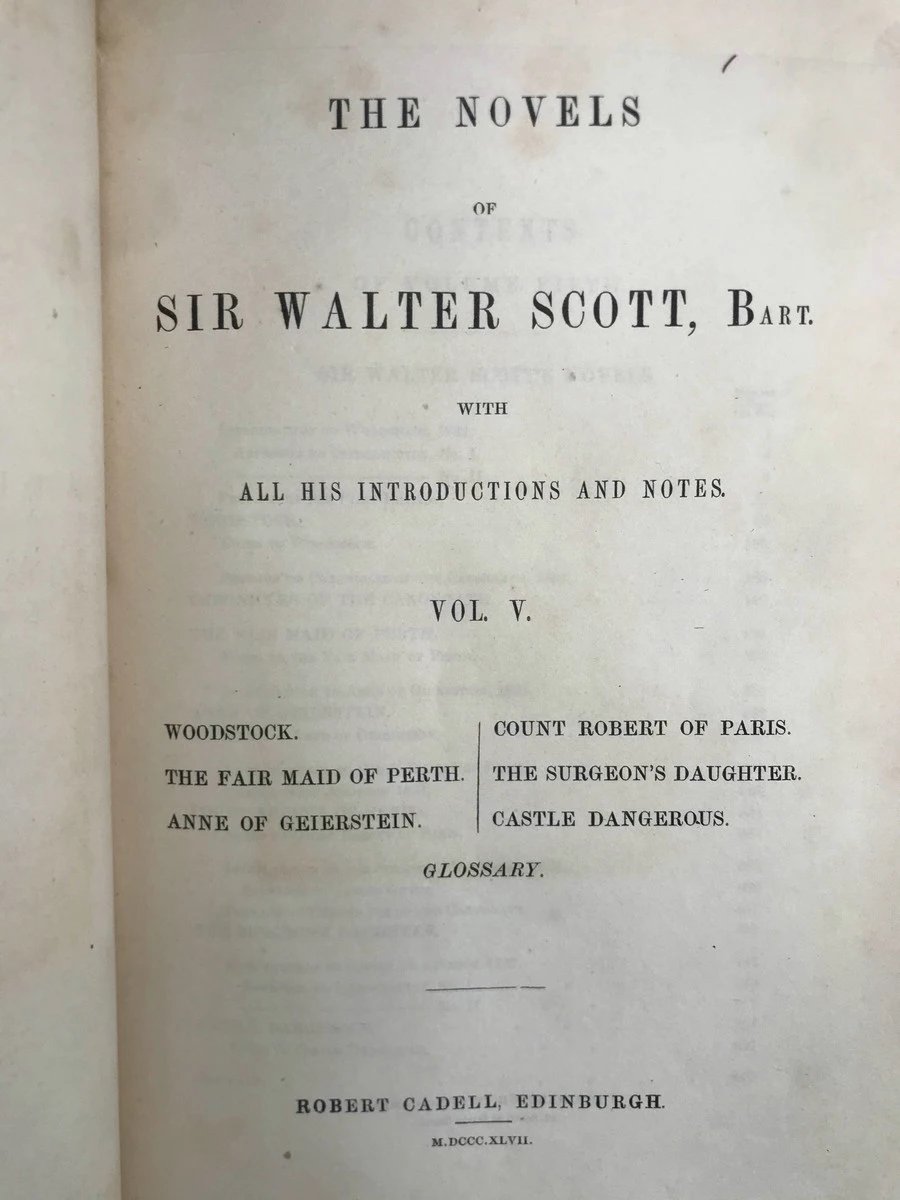 THE NOVELS
OF
SIR WALTER SCOTT, BART.
WITH
ALL HIS INTRODUCTIONS AND NOTES.
VOL. V.
WOODSTOCK.
THE FAIR MAID OF PERTH.
ANNE OF GEIERSTEIN.
COUNT ROBERT OF PARIS.
THE SURGEON'S DAUGHTER.
CASTLE DANGEROUS.
GLOSSARY.
ROBERT CADELL, EDINBURGH.
M.DCCC.XLVII.